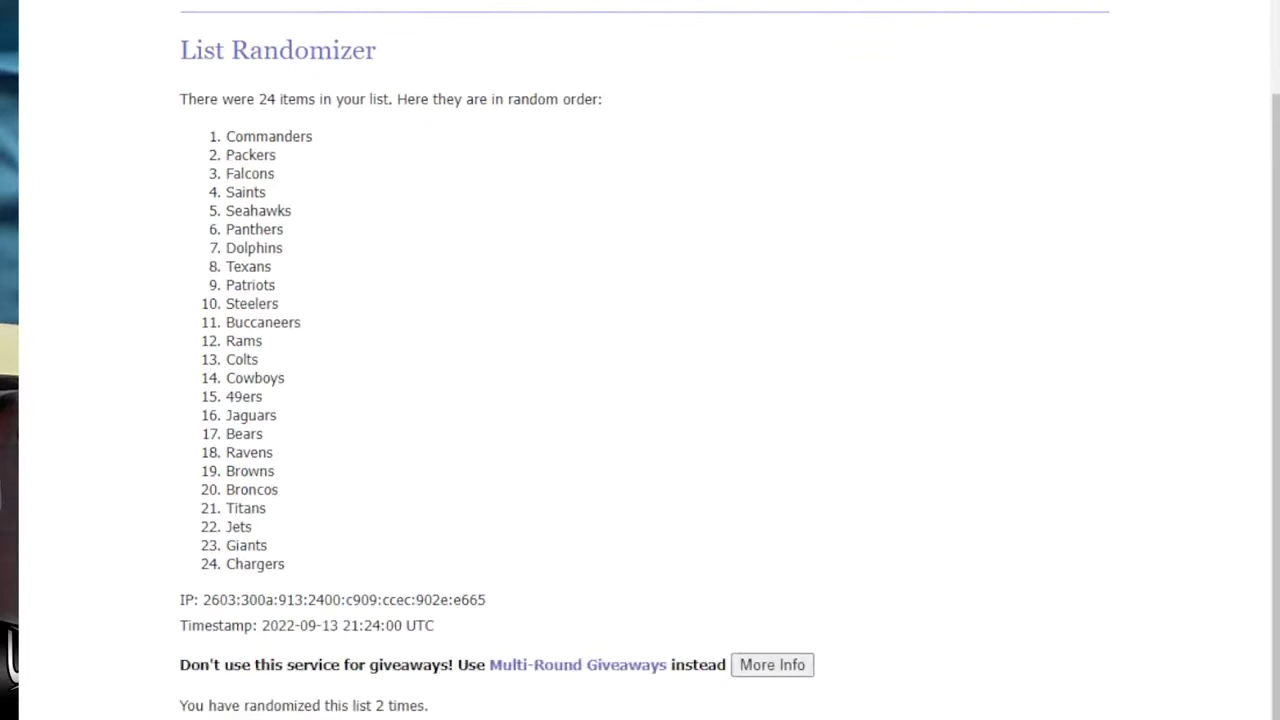 List Randomizer
There were 24 items in your list. Here they are in random order:
1. Commanders
2. Packers
3. Falcons
4. Saints
5. Seahawks
6. Panthers
7. Dolphins
8. Texans
9. Patriots
10. Steelers
11. Buccaneers
12. Rams
13. Colts
14. Cowboys
15. 49ers
16. Jaguars
17. Bears
18. Ravens
19. Browns
20. Broncos
21. Titans
22. Jets
23. Giants
24. Chargers
IP: 2603:300a:913:2400:c909:ccec:902e:e665
Timestamp: 2022-09-13 21:24:00 UTC
Don't use this service for giveaways! Use Multi-Round Giveaways instead More Info
You have randomized this list 2 times.